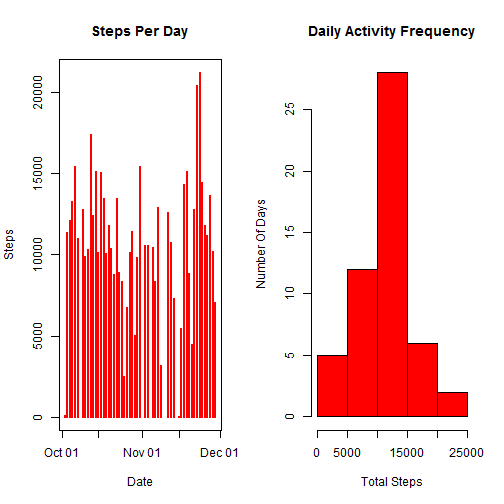 Steps Per Day
Steps
0
5000
10000
15000
20000
Oct 01
Nov 01
Dec 01
Date
Daily Activity Frequency
Number Of Days
0
5
10
15
20
25
0
5000
15000
25000
Total Steps